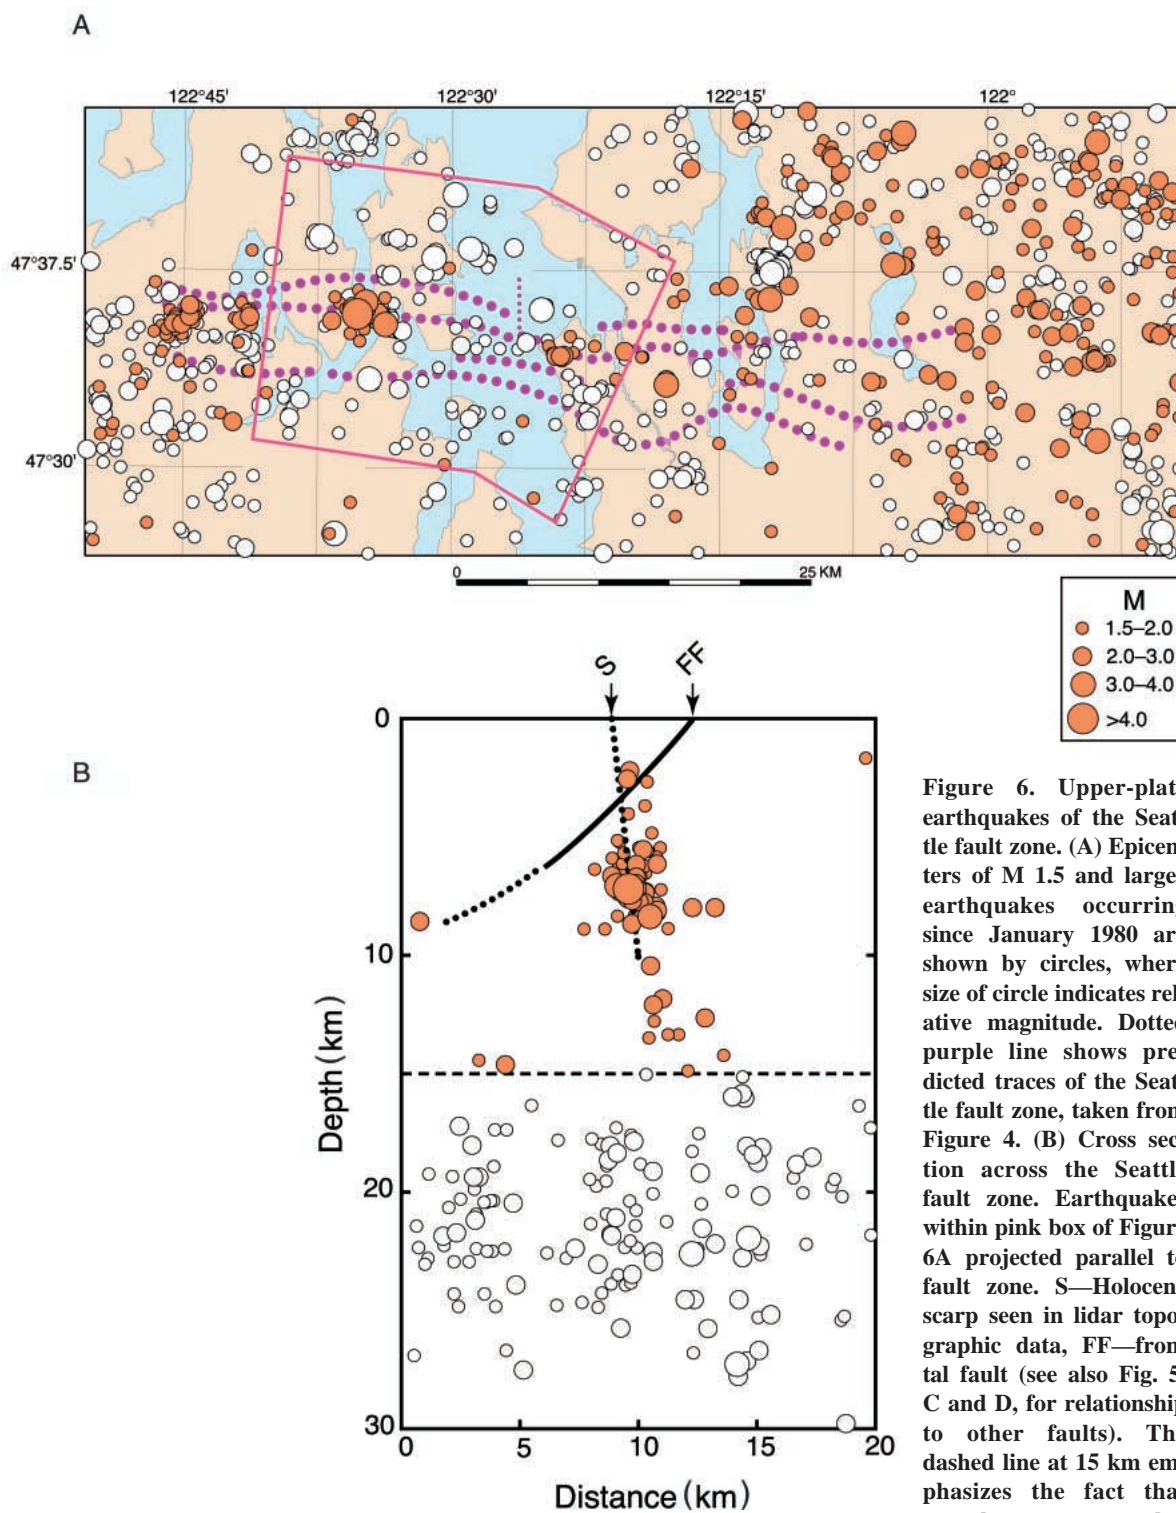 A
122°45'
122°30'
122°15'
122°
47°37.5'
47°30'
0
25 KM
M
1.5–2.0
2.0–3.0
3.0–4.0
>4.0
S
FF
B
0
10
20
30
Depth (km)
0
5
10
15
20
Distance (km)
Figure 6. Upper-plat
earthquakes of the Seat
tle fault zone. (A) Epicen
ters of M 1.5 and large
earthquakes occurrin
since January 1980 ar
shown by circles, wher
size of circle indicates rel
ative magnitude. Dotte
purple line shows pre
dicted traces of the Seat
tle fault zone, taken from
Figure 4. (B) Cross sec
tion across the Seattl
fault zone. Earthquake
within pink box of Figur
6A projected parallel t
fault zone. S—Holocen
scarp seen in lidar topo
graphic data, FF—fron
tal fault (see also Fig. 5
C and D, for relationship
to other faults). Th
dashed line at 15 km em
phasizes the fact tha